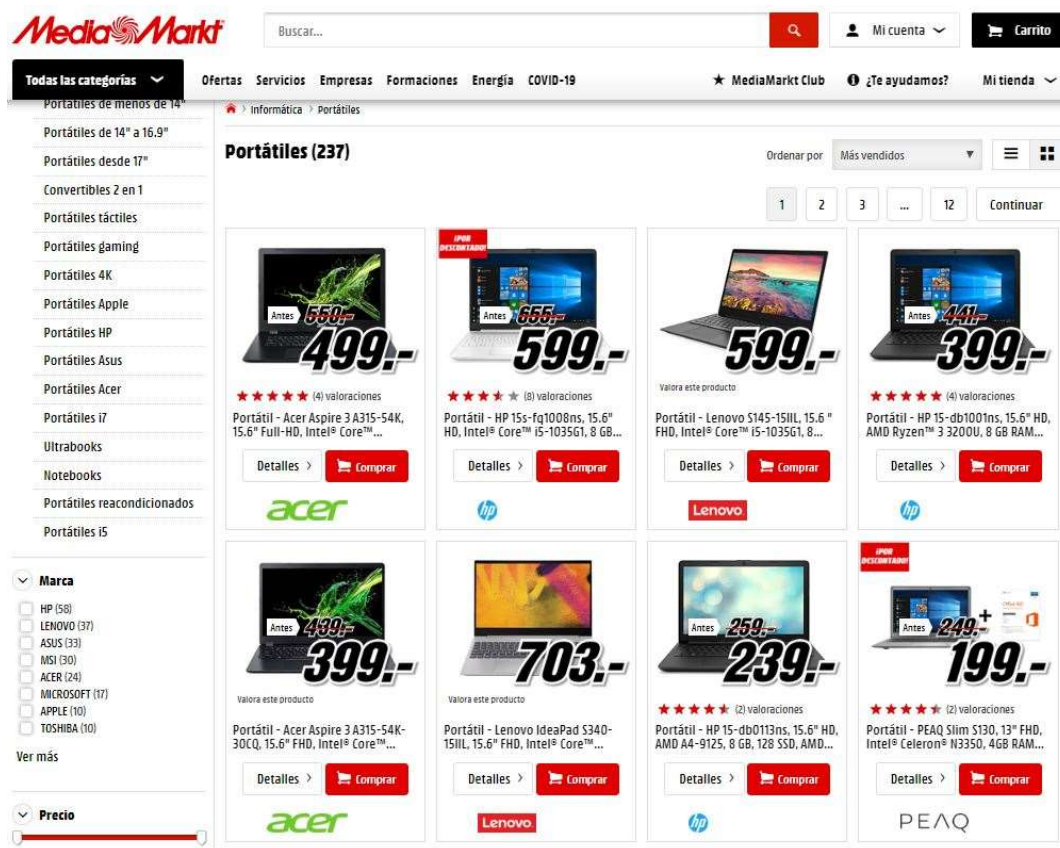 MediaMarkt
Buscar...
Mi cuenta
Carrito
Todas las categorías
Ofertas Servicios Empresas Formaciones Energía COVID-19
★ MediaMarkt Club
¿Te ayudamos?
Mi tienda
Portátiles de menos de 14"
Portátiles de 14" a 16.9"
Portátiles desde 17"
Convertibles 2 en 1
Portátiles táctiles
Portátiles gaming
Portátiles 4K
Portátiles Apple
Portátiles HP
Portátiles Asus
Portátiles Acer
Portátiles i7
Ultrabooks
Notebooks
Portátiles reacondicionados
Portátiles i5
Marca
HP (58)
LENOVO (37)
ASUS (33)
MSI (30)
ACER (24)
MICROSOFT (17)
APPLE (10)
TOSHIBA (10)
Ver más
Precio
> Informática > Portátiles
Portátiles (237)
Ordenar por
Más vendidos
1 2 3 ... 12 Continuar
Antes
499.-
(4) valoraciones
Portátil - Acer Aspire 3 A315-54K,
15.6" Full-HD, Intel® Core™...
Detalles >
Comprar
acer
¡POR
DESCONTADO!
Antes 655.-
599.-
(8) valoraciones
Portátil - HP 15s-fq1008ns, 15.6"
HD, Intel® Core™ i5-1035G1, 8 GB...
Detalles >
Comprar
hp
599.-
Valora este producto
Portátil - Lenovo S145-15IIL, 15.6 "
FHD, Intel® Core™ i5-1035G1, 8...
Detalles >
Comprar
Lenovo
Antes 441.-
399.-
(4) valoraciones
Portátil - HP 15-db1001ns, 15.6" HD,
AMD Ryzen™ 3 3200U, 8 GB RAM...
Detalles >
Comprar
hp
Antes 439.-
399.-
Valora este producto
Portátil - Acer Aspire 3 A315-54K-
30CQ, 15.6" FHD, Intel® Core™...
Detalles >
Comprar
acer
703.-
Valora este producto
Portátil - Lenovo IdeaPad S340-
15IIL, 15.6" FHD, Intel® Core™...
Detalles >
Comprar
Lenovo
Antes 259.-
239.-
(2) valoraciones
Portátil - HP 15-db0113ns, 15.6" HD,
AMD A4-9125, 8 GB, 128 SSD, AMD...
Detalles >
Comprar
hp
¡POR
DESCONTADO!
Antes 249.-
199.-
(2) valoraciones
Portátil - PEAQ Slim S130, 13" FHD,
Intel® Celeron® N3350, 4GB RAM...
Detalles >
Comprar
PEAQ